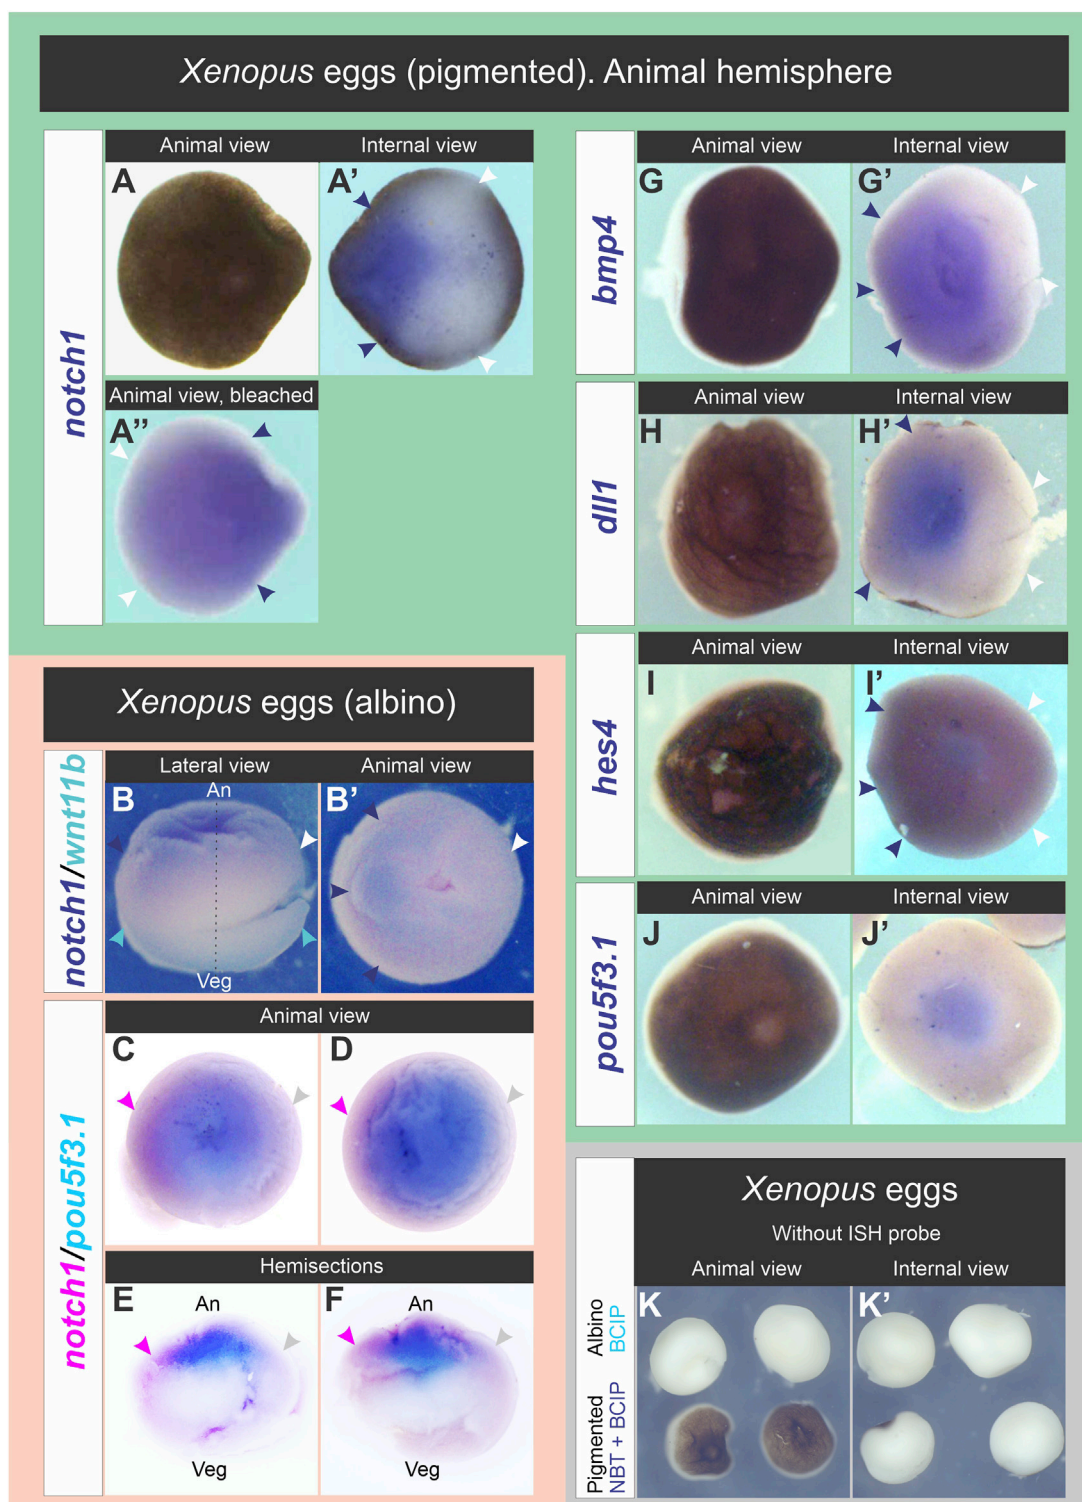 Xenopus eggs (pigmented). Animal hemisphere
notch1
Animal view
Internal view
A
A’
Animal view, bleached
A’’
bmp4
Animal view
Internal view
G
G’
dll1
Animal view
Internal view
H
H’
hes4
Animal view
Internal view
I
I’
pou5f3.1
Animal view
Internal view
J
J’
Xenopus eggs (albino)
notch1/wnt11b
Lateral view
Animal view
B
An
Veg
B’
notch1/pou5f3.1
Animal view
C
D
Hemisections
E
An
Veg
F
An
Veg
Xenopus eggs
Without ISH probe
Animal view
Internal view
K
K’
Albino
BCIP
Pigmented
NBT + BCIP